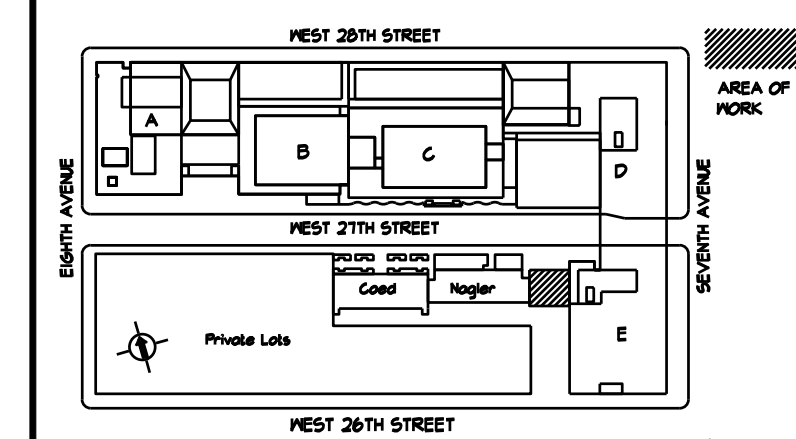 WEST 28TH STREET
AREA OF
WORK
A
B
C
D
EIGHTH AVENUE
SEVENTH AVENUE
WEST 27TH STREET
Coed
Nagler
Private Lots
E
WEST 26TH STREET